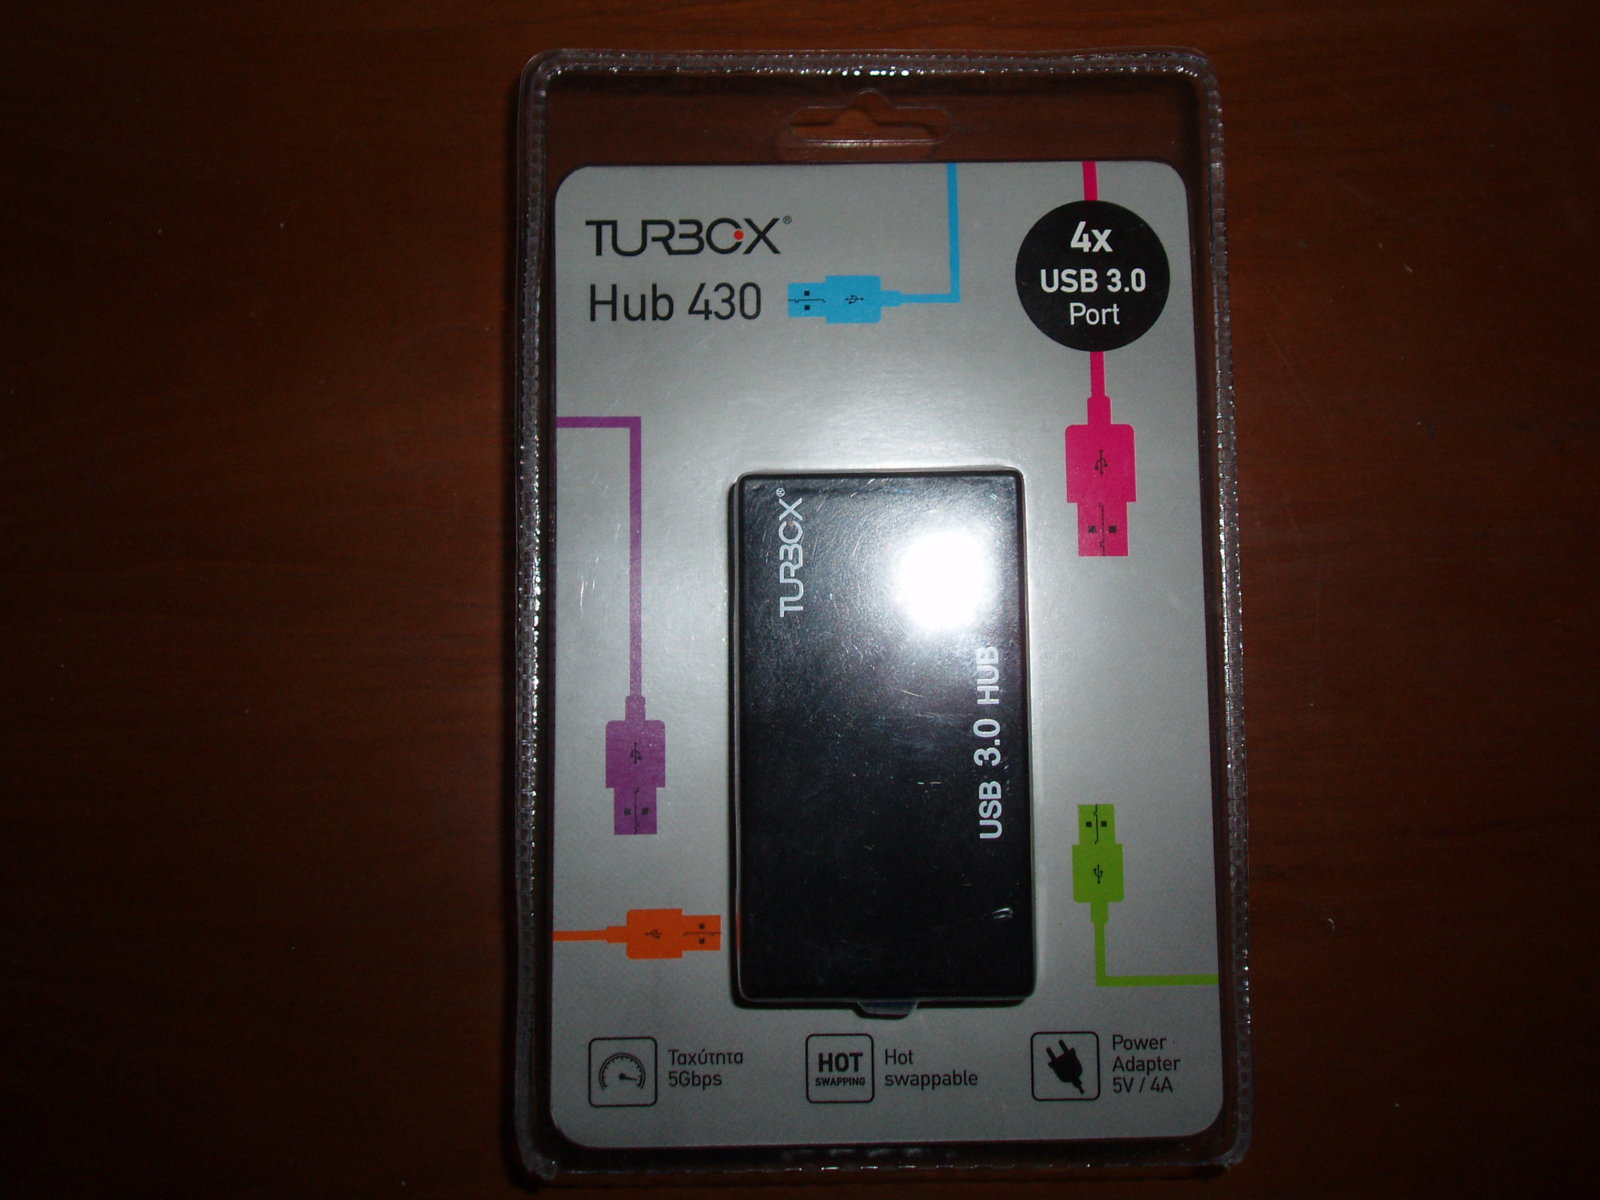 TURBOX®
Hub 430
4x
USB 3.0
Port
TURBOX®
USB 3.0 HUB
Ταχύτητα
5Gbps
HOT
SWAPPING
Hot
swappable
Power
Adapter
5V / 4A